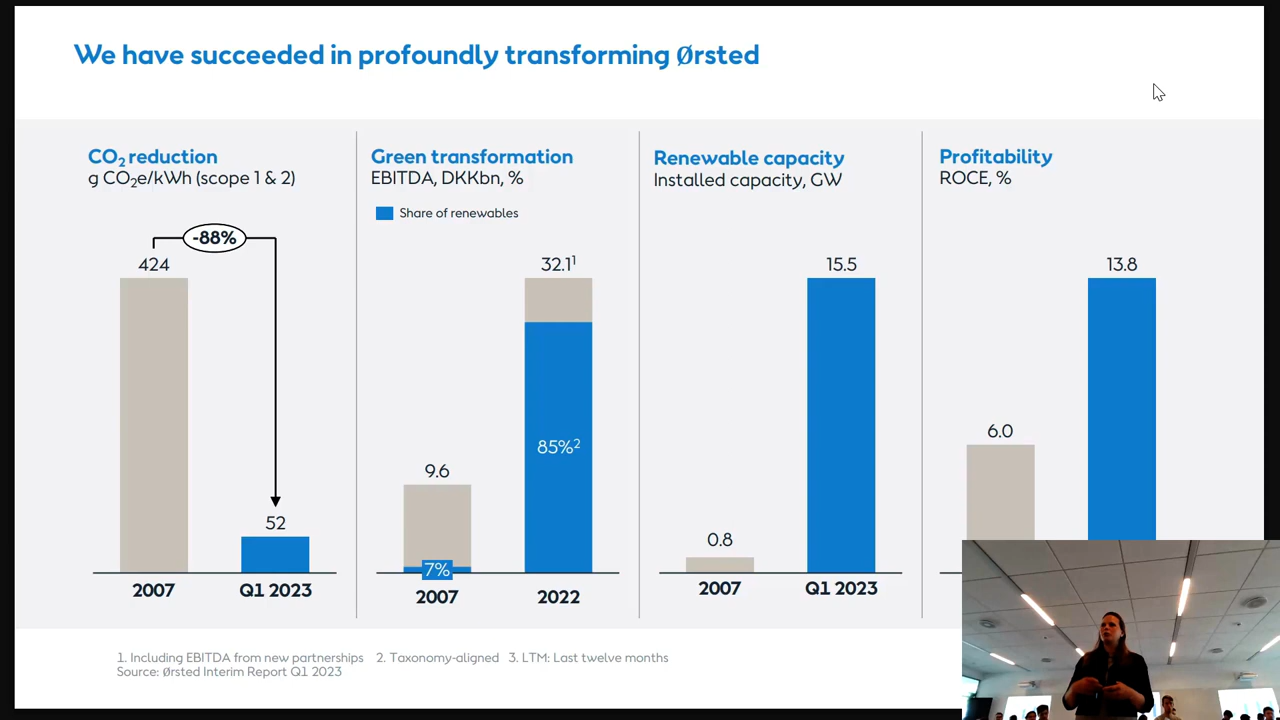 We have succeeded in profoundly transforming Ørsted
CO2 reduction
g CO2e/kWh (scope 1 & 2)
-88%
424
52
2007
Q1 2023
Green transformation
EBITDA, DKKbn, %
Share of renewables
32.1¹
85%²
9.6
7%
2007
2022
Renewable capacity
Installed capacity, GW
15.5
0.8
2007
Q1 2023
Profitability
ROCE, %
13.8
6.0
1. Including EBITDA from new partnerships 2. Taxonomy-aligned 3. LTM: Last twelve months
Source: Ørsted Interim Report Q1 2023